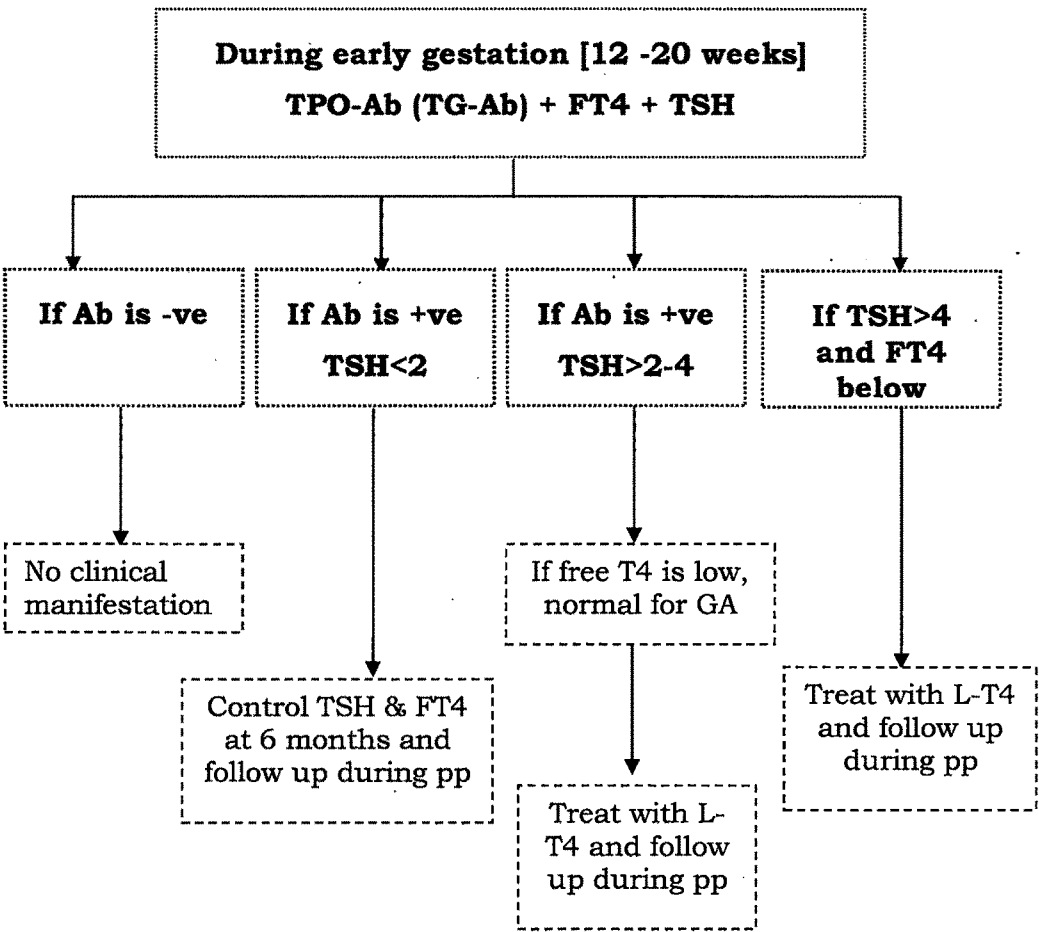 During early gestation [12 -20 weeks]
TPO-Ab (TG-Ab) + FT4 + TSH
If Ab is -ve
If Ab is +ve
TSH<2
If Ab is +ve
TSH>2-4
If TSH>4
and FT4
below
No clinical
manifestation
If free T4 is low,
normal for GA
Control TSH & FT4
at 6 months and
follow up during pp
Treat with L-T4
and follow up
during pp
Treat with L-
T4 and follow
up during pp